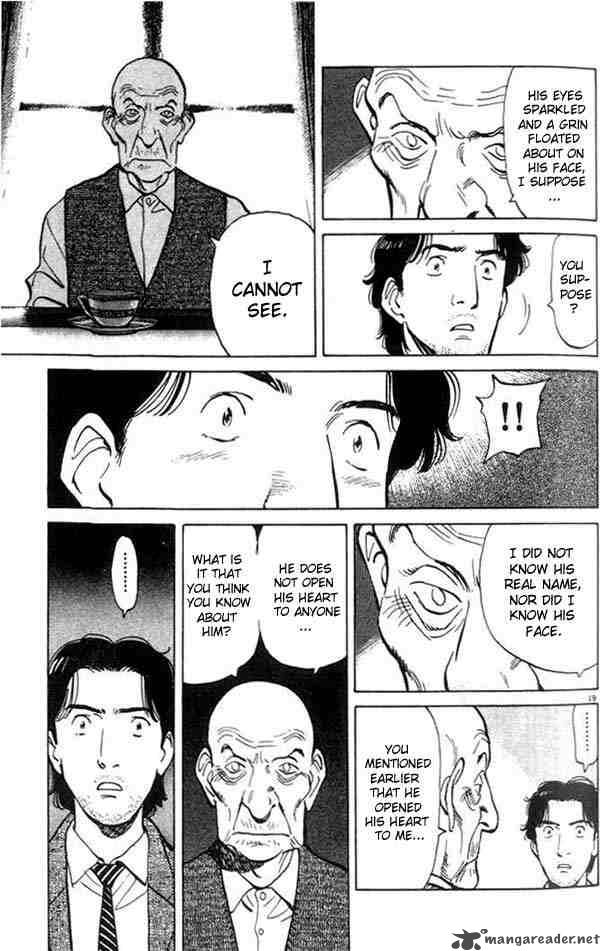 HIS EYES
SPARKLED
AND A GRIN
FLOATED
ABOUT ON
HIS FACE,
I SUPPOSE
...
YOU
SUP-
POSE
?
I
CANNOT
SEE.
!!
I DID NOT
KNOW HIS
REAL NAME,
NOR DID I
KNOW HIS
FACE.
19
........
YOU
MENTIONED
EARLIER
THAT HE
OPENED
HIS HEART
TO ME...
HE DOES
NOT OPEN
HIS HEART
TO ANYONE
...
WHAT IS
IT THAT
YOU THINK
YOU KNOW
ABOUT
HIM?
........
mangareader.net